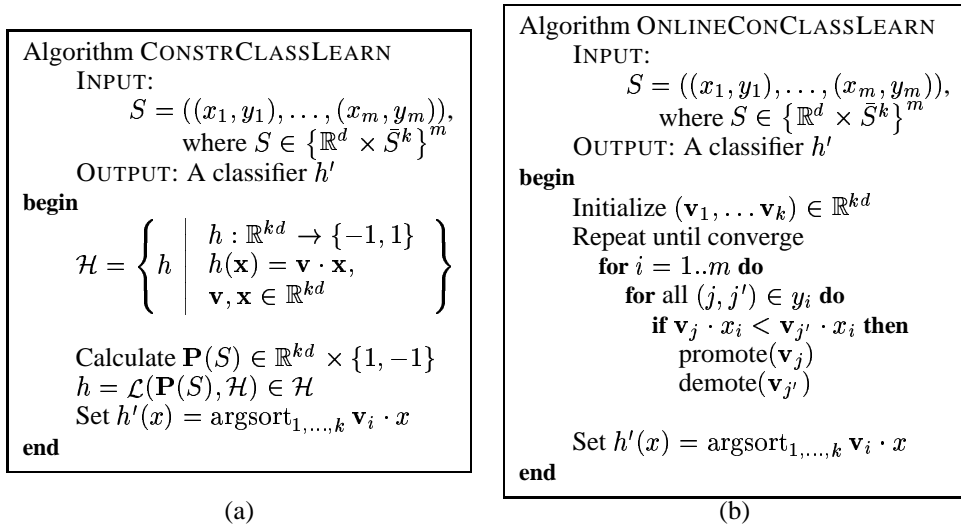 Algorithm CONSTRCLASSLEARN
INPUT:
S = ((x_1, y_1), ..., (x_m, y_m)),
where S ∈ {ℝ^d × S̄^k}^m
OUTPUT: A classifier h′
begin
H = { h | h : ℝ^{kd} → {−1, 1}
h(x) = v · x,
v, x ∈ ℝ^{kd} }
Calculate P(S) ∈ ℝ^{kd} × {1, −1}
h = L(P(S), H) ∈ H
Set h′(x) = argsort_{1,...,k} v_i · x
end
(a)
Algorithm ONLINECONCLASSLEARN
INPUT:
S = ((x_1, y_1), ..., (x_m, y_m)),
where S ∈ {ℝ^d × S̄^k}^m
OUTPUT: A classifier h′
begin
Initialize (v_1, ... v_k) ∈ ℝ^{kd}
Repeat until converge
for i = 1..m do
for all (j, j′) ∈ y_i do
if v_j · x_i < v_{j′} · x_i then
promote(v_j)
demote(v_{j′})
Set h′(x) = argsort_{1,...,k} v_i · x
end
(b)